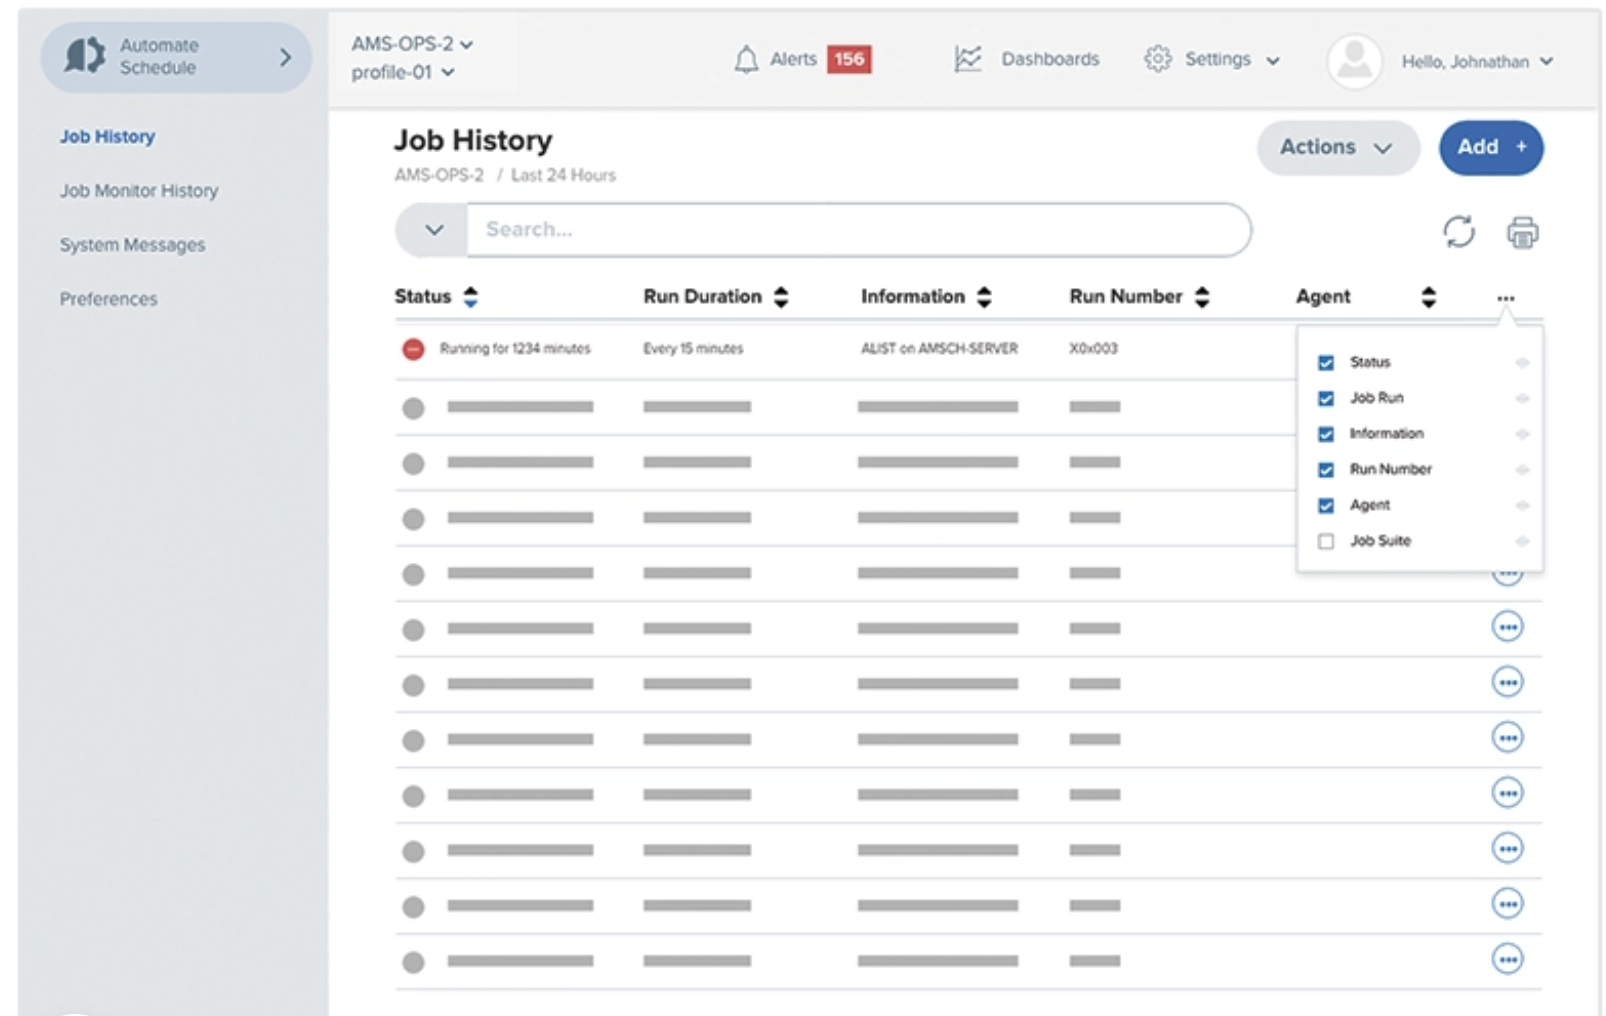 Automate
Schedule
AMS-OPS-2
profile-01
Alerts 156
Dashboards
Settings
Hello, Johnathan
Job History
Job Monitor History
System Messages
Preferences
Job History
AMS-OPS-2 / Last 24 Hours
Actions
Add +
Search...
Status Run Duration Information Run Number Agent ...
Running for 1234 minutes Every 15 minutes ALIST on AMSCH-SERVER X0x003
Status
Job Run
Information
Run Number
Agent
Job Suite